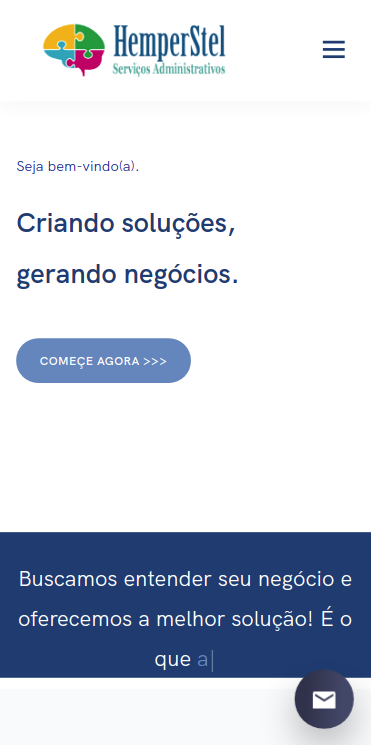 HemperStel
Serviços Administrativos
Seja bem-vindo(a).
Criando soluções,
gerando negócios.
COMEÇE AGORA >>>
Buscamos entender seu negócio e
oferecemos a melhor solução! É o
que a|